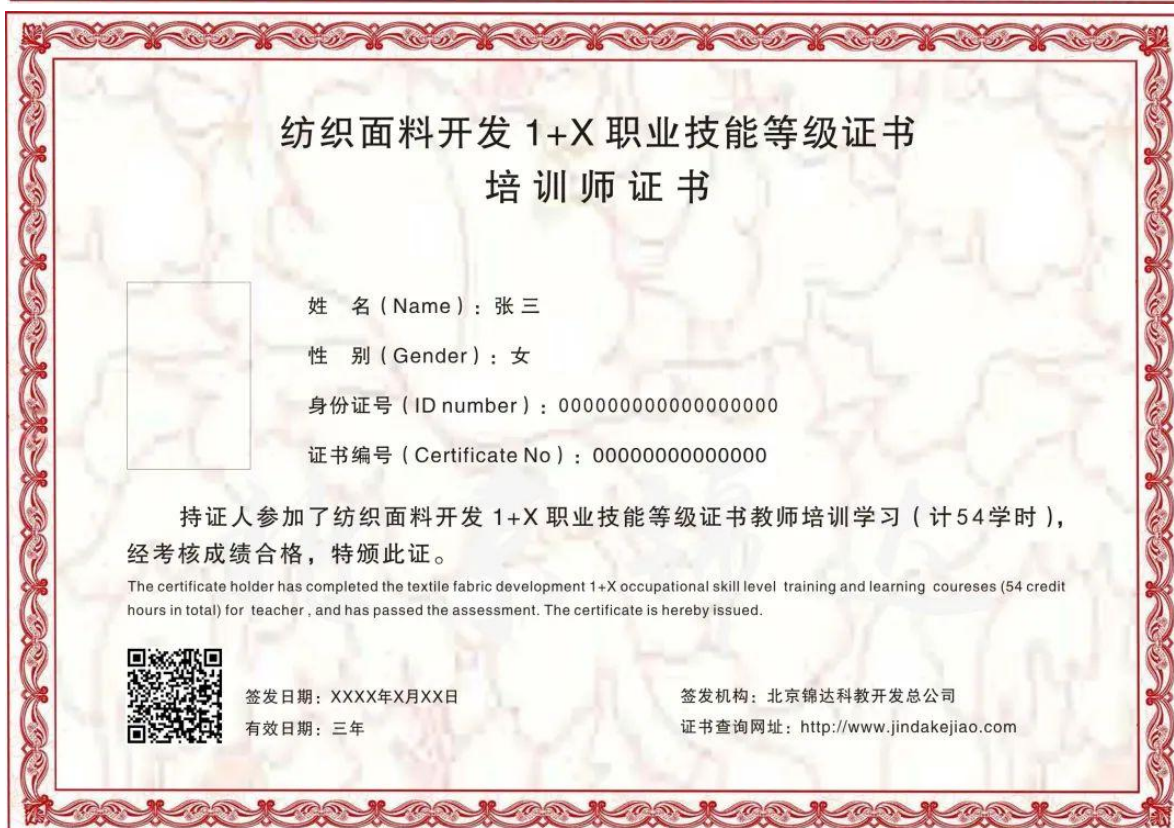 纺织面料开发 1+X 职业技能等级证书
培训师证书
姓 名（Name）：张 三
性 别（Gender）：女
身份证号（ID number）：000000000000000000
证书编号（Certificate No）：00000000000000
持证人参加了纺织面料开发 1+X 职业技能等级证书教师培训学习（计54学时），
经考核成绩合格，特颁此证。
The certificate holder has completed the textile fabric development 1+X occupational skill level training and learning coureses (54 credit
hours in total) for teacher , and has passed the assessment. The certificate is hereby issued.
签发日期：XXXX年X月XX日
有效日期：三年
签发机构：北京锦达科教开发总公司
证书查询网址：http://www.jindakejiao.com